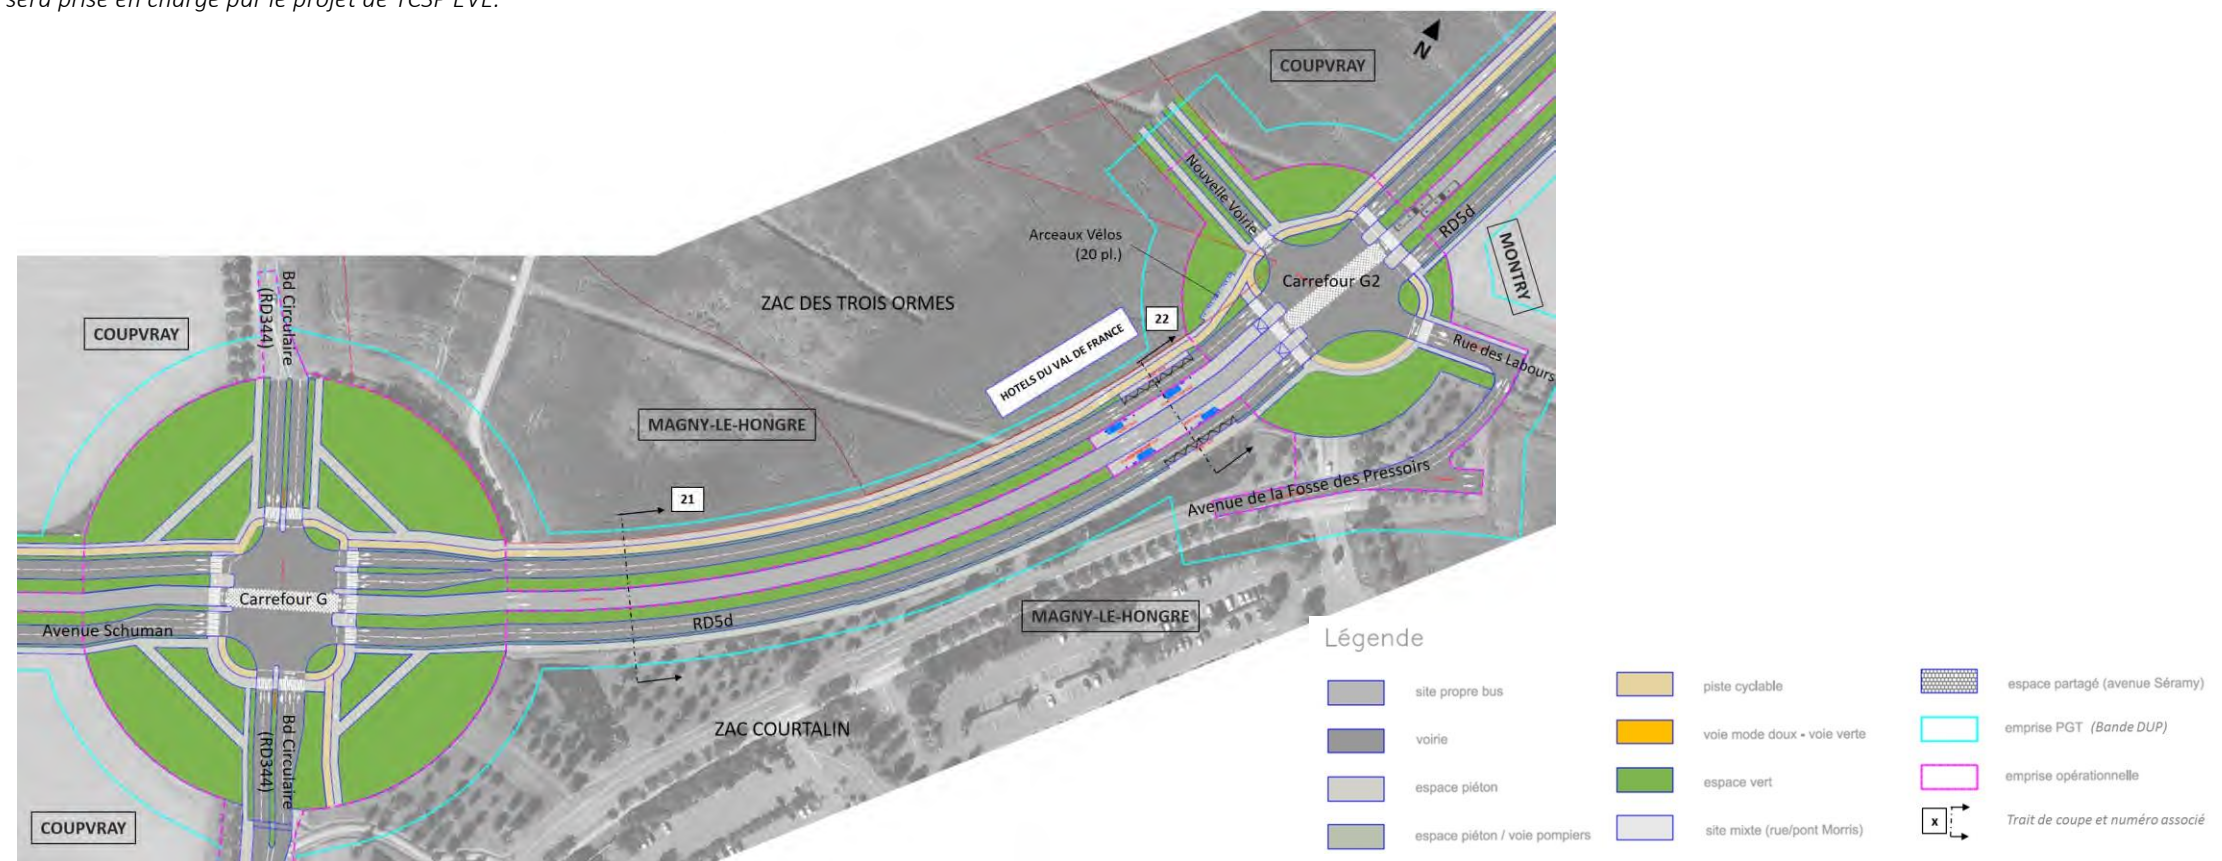 sera prise en charge par le projet de TCSP EVE.
N
COUPVRAY
Nouvelle Voirie
Arceaux Vélos
(20 pl.)
Carrefour G2
RD5d
MONTRY
Rue des Labours
22
HOTELS DU VAL DE FRANCE
ZAC DES TROIS ORMES
COUPVRAY
Bd Circulaire
(RD344)
MAGNY-LE-HONGRE
21
Avenue de la Fosse des Pressoirs
Carrefour G
Avenue Schuman
RD5d
MAGNY-LE-HONGRE
ZAC COURTALIN
Bd Circulaire
(RD344)
COUPVRAY
Légende
site propre bus
voirie
espace piéton
espace piéton / voie pompiers
piste cyclable
voie mode doux - voie verte
espace vert
site mixte (rue/pont Morris)
espace partagé (avenue Séramy)
emprise PGT (Bande DUP)
emprise opérationnelle
x
Trait de coupe et numéro associé